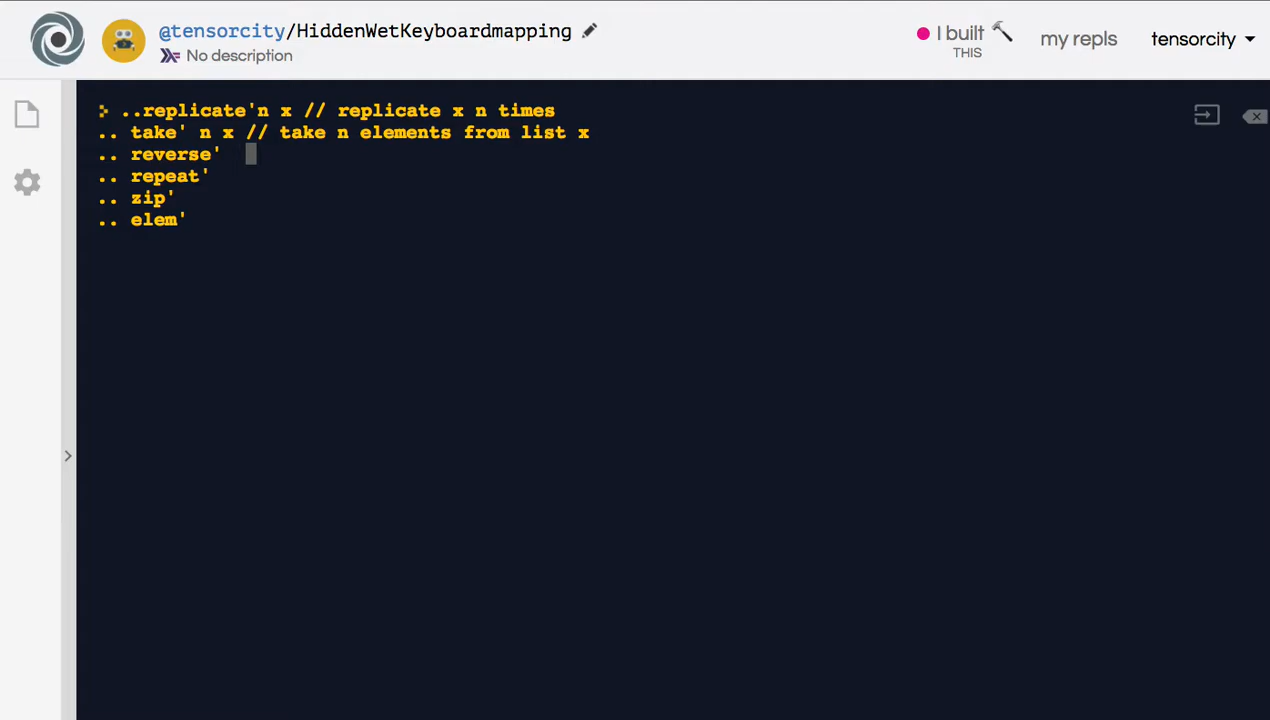 @tensorcity/HiddenWetKeyboardmapping
No description
I built
THIS
my repls
tensorcity
..replicate'n x // replicate x n times
.. take' n x // take n elements from list x
.. reverse'
.. repeat'
.. zip'
.. elem'